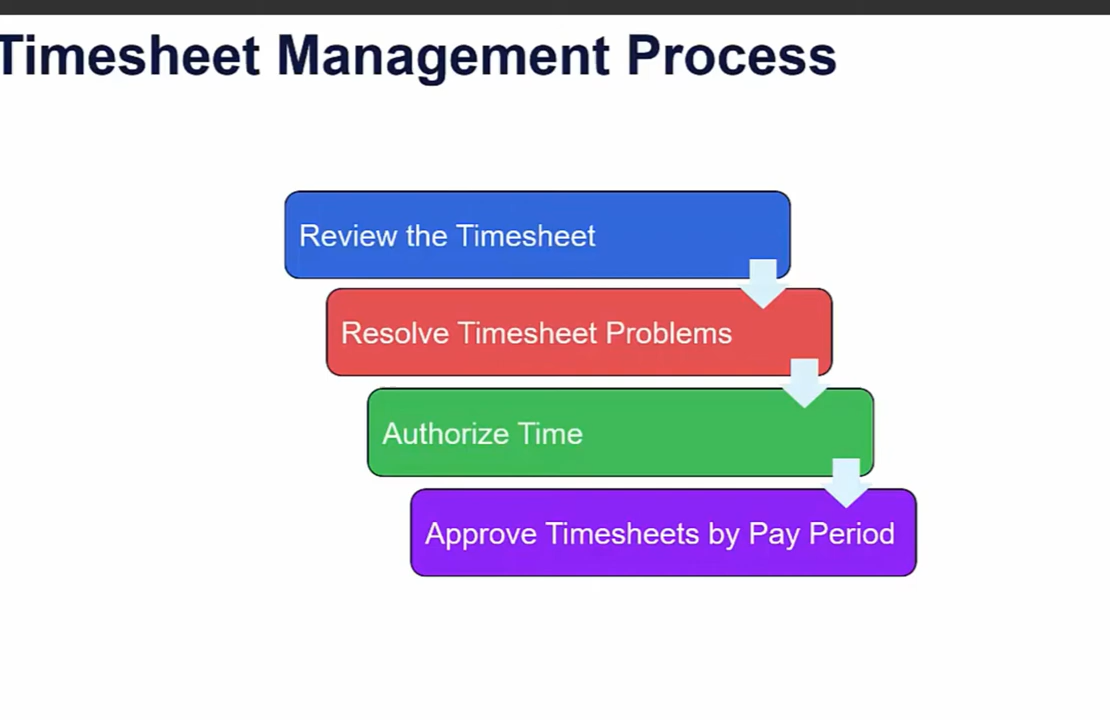 Timesheet Management Process
Review the Timesheet
Resolve Timesheet Problems
Authorize Time
Approve Timesheets by Pay Period